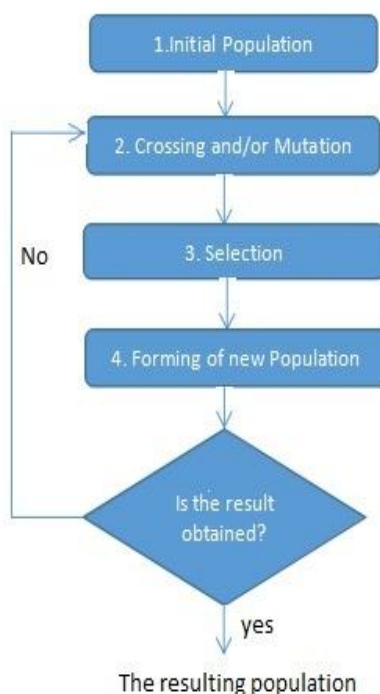 1.Initial Population
2. Crossing and/or Mutation
No
3. Selection
4. Forming of new Population
Is the result
obtained?
yes
The resulting population